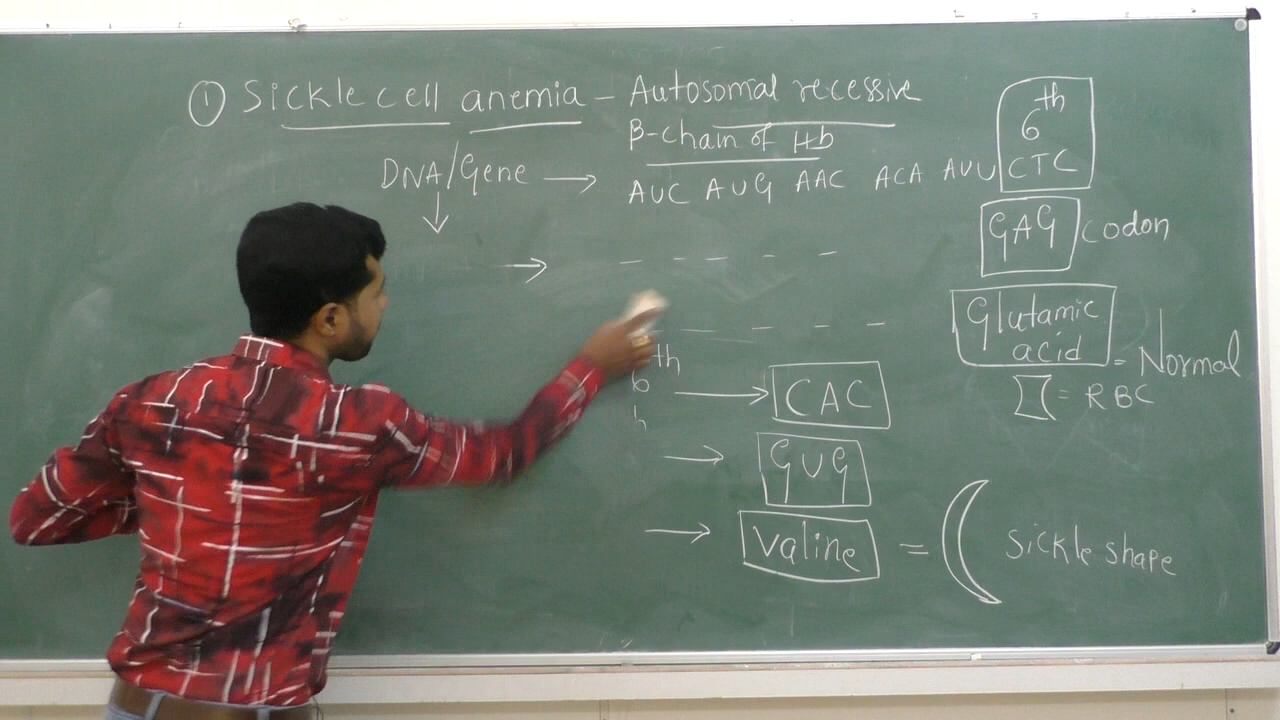 ① Sickle cell anemia – Autosomal recessive
β-chain of Hb
6th
DNA/Gene → AUC AUG AAC ACA AUU CTC
↓
GAG codon
→ – – – – –
Glutamic
acid = Normal
– – – –
6th → CAC
= RBC
→ GUG
→ Valine = Sickle shape